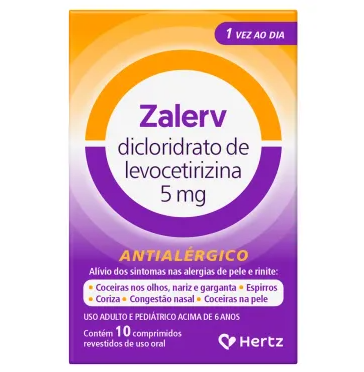 1 VEZ AO DIA
Zalerv
dicloridrato de
levocetirizina
5 mg
ANTIALÉRGICO
Alívio dos sintomas nas alergias de pele e rinite:
• Coceiras nos olhos, nariz e garganta • Espirros
• Coriza • Congestão nasal • Coceiras na pele
USO ADULTO E PEDIÁTRICO ACIMA DE 6 ANOS
Contém 10 comprimidos
revestidos de uso oral
Hertz